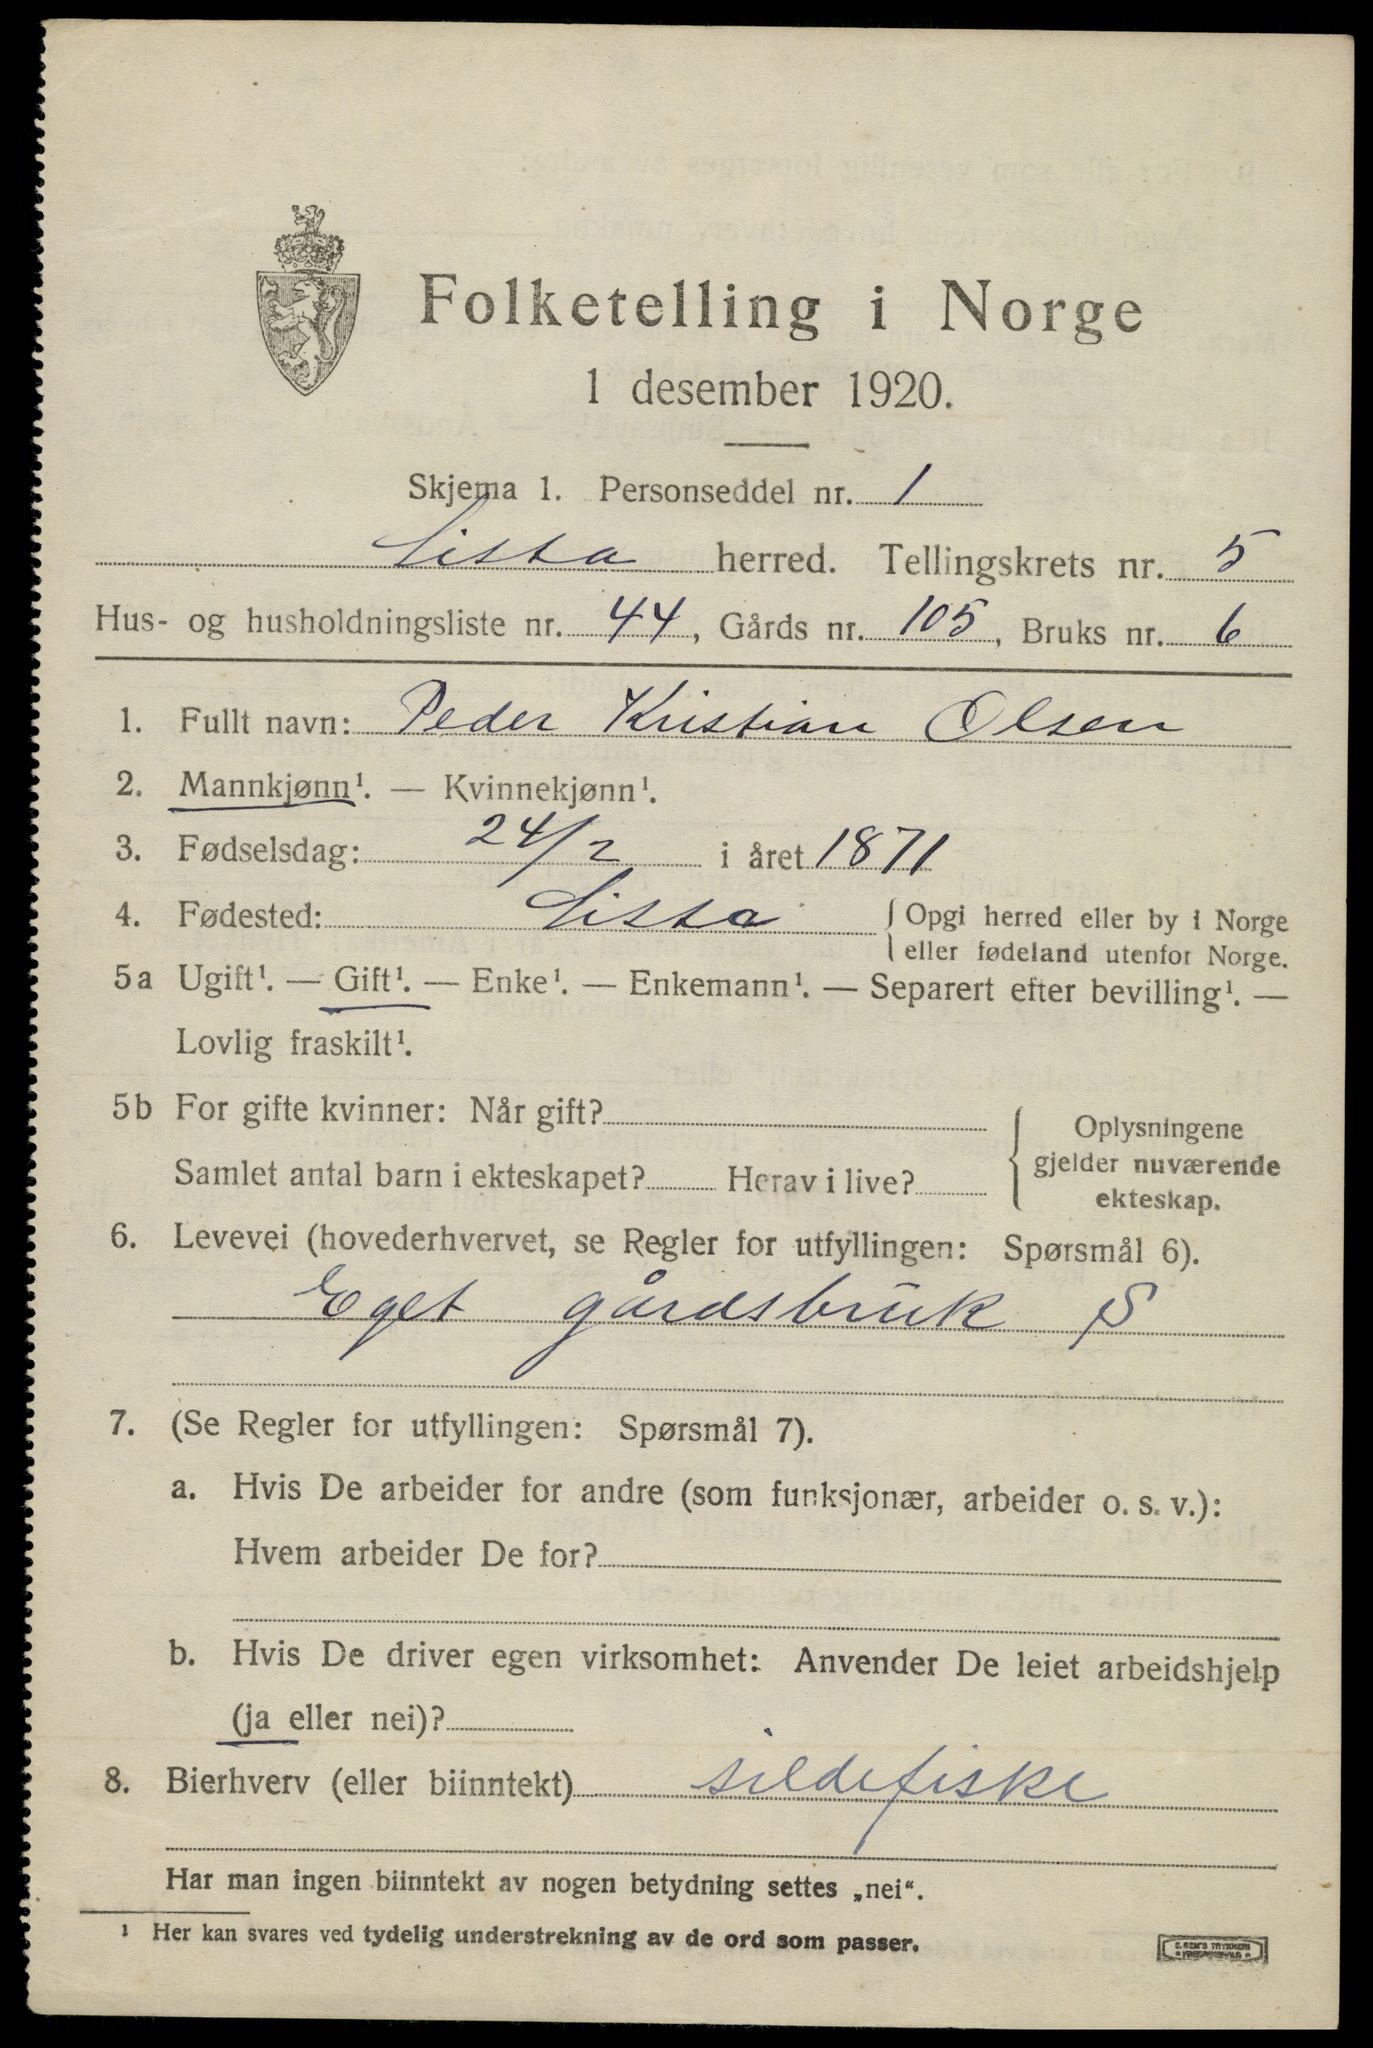 Folketelling i Norge
1 desember 1920.
Skjema 1. Personseddel nr. 1
Lista herred. Tellingskrets nr. 5
Hus- og husholdningsliste nr. 44, Gårds nr. 105, Bruks nr. 6
1. Fullt navn: Peder Kristian Olsen
2. Mannkjønn¹. — Kvinnekjønn¹.
3. Fødselsdag: 24/2 i året 1871
4. Fødested: Lista { Opgi herred eller by i Norge
eller fødeland utenfor Norge.
5a Ugift¹. — Gift¹. — Enke¹. — Enkemann¹. — Separert efter bevilling¹. —
Lovlig fraskilt¹.
5b For gifte kvinner: Når gift?
Samlet antal barn i ekteskapet? Herav i live?
{ Oplysningene
gjelder nuværende
ekteskap.
6. Levevei (hovederhvervet, se Regler for utfyllingen: Spørsmål 6).
Eget gårdsbruk S
7. (Se Regler for utfyllingen: Spørsmål 7).
a. Hvis De arbeider for andre (som funksjonær, arbeider o. s. v.):
Hvem arbeider De for?
b. Hvis De driver egen virksomhet: Anvender De leiet arbeidshjelp
(ja eller nei)?
8. Bierhverv (eller biinntekt) sildefiske
Har man ingen biinntekt av nogen betydning settes „nei“.
¹ Her kan svares ved tydelig understrekning av de ord som passer.